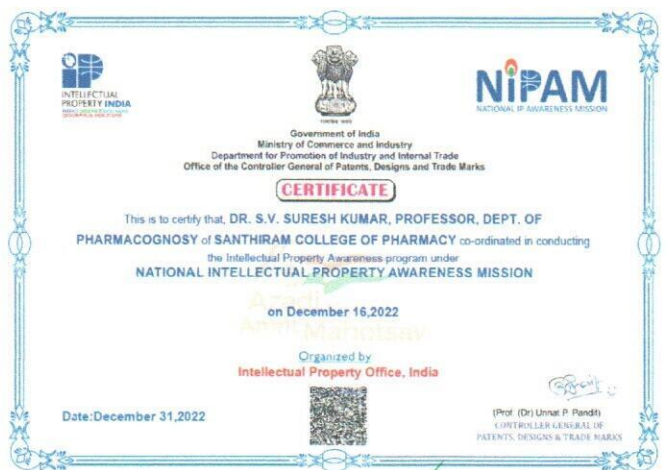 INTELLECTUAL
PROPERTY INDIA
NIPAM
NATIONAL IP AWARENESS MISSION
Government of India
Ministry of Commerce and Industry
Department for Promotion of Industry and Internal Trade
Office of the Controller General of Patents, Designs and Trade Marks
CERTIFICATE
This is to certify that, DR. S.V. SURESH KUMAR, PROFESSOR, DEPT. OF
PHARMACOGNOSY of SANTHIRAM COLLEGE OF PHARMACY co-ordinated in conducting
the Intellectual Property Awareness program under
NATIONAL INTELLECTUAL PROPERTY AWARENESS MISSION
Azadi
Amrit Mahotsav
on December 16,2022
Organized by
Intellectual Property Office, India
Date:December 31,2022
(Prof. (Dr) Unnat P. Pandit)
CONTROLLER GENERAL OF
PATENTS, DESIGNS & TRADE MARKS